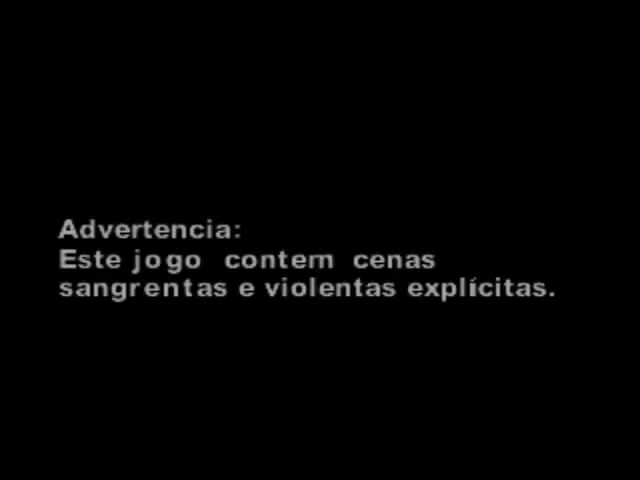 Advertencia:
Este jogo contem cenas
sangrentas e violentas explícitas.